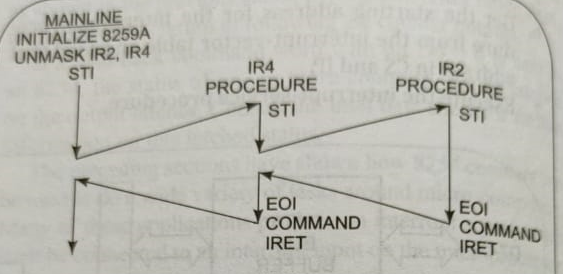 MAINLINE
INITIALIZE 8259A
UNMASK IR2, IR4
STI
IR4
PROCEDURE
STI
IR2
PROCEDURE
STI
EOI
COMMAND
IRET
EOI
COMMAND
IRET